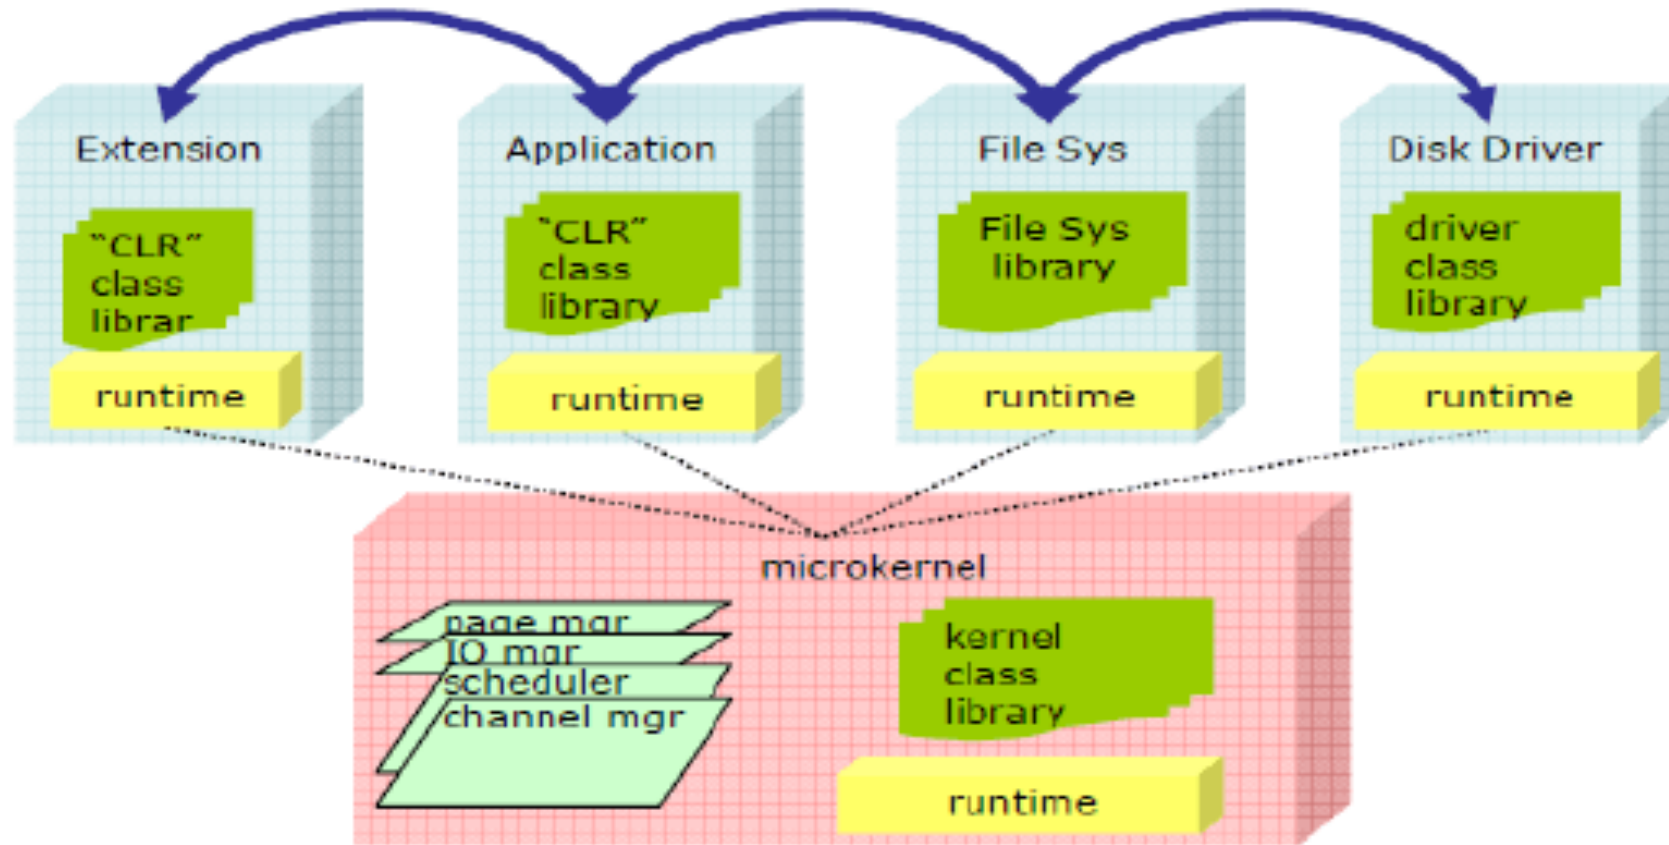 Extension
"CLR"
class
librar
runtime
Application
"CLR"
class
library
runtime
File Sys
File Sys
library
runtime
Disk Driver
driver
class
library
runtime
microkernel
page mgr
IO mgr
scheduler
channel mgr
kernel
class
library
runtime